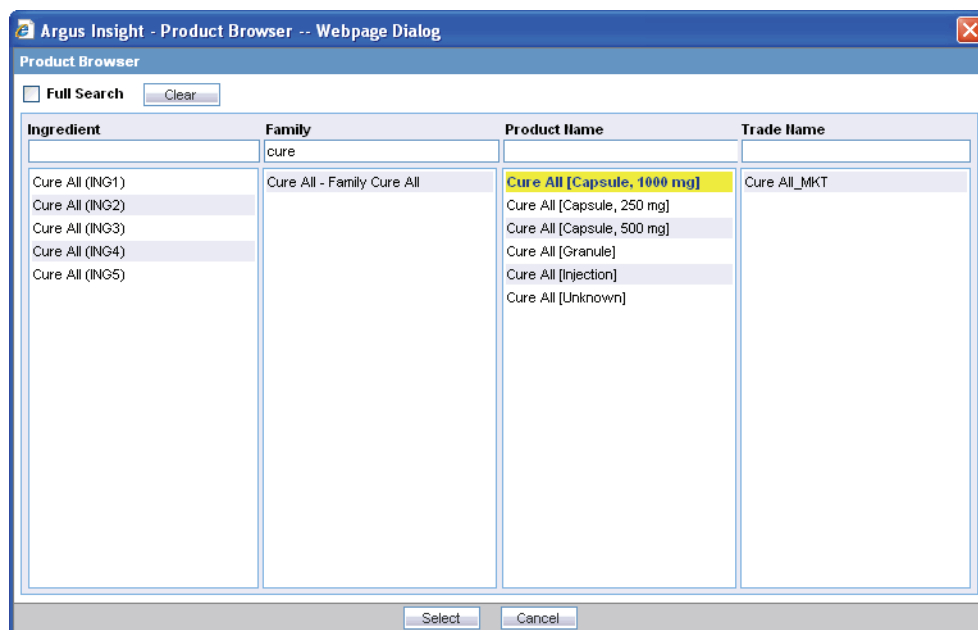 Argus Insight - Product Browser -- Webpage Dialog
Product Browser
Full Search Clear
Ingredient Family Product Name Trade Name
cure
Cure All (ING1) Cure All - Family Cure All Cure All [Capsule, 1000 mg] Cure All_MKT
Cure All (ING2) Cure All [Capsule, 250 mg]
Cure All (ING3) Cure All [Capsule, 500 mg]
Cure All (ING4) Cure All [Granule]
Cure All (ING5) Cure All [Injection]
Cure All [Unknown]
Select Cancel